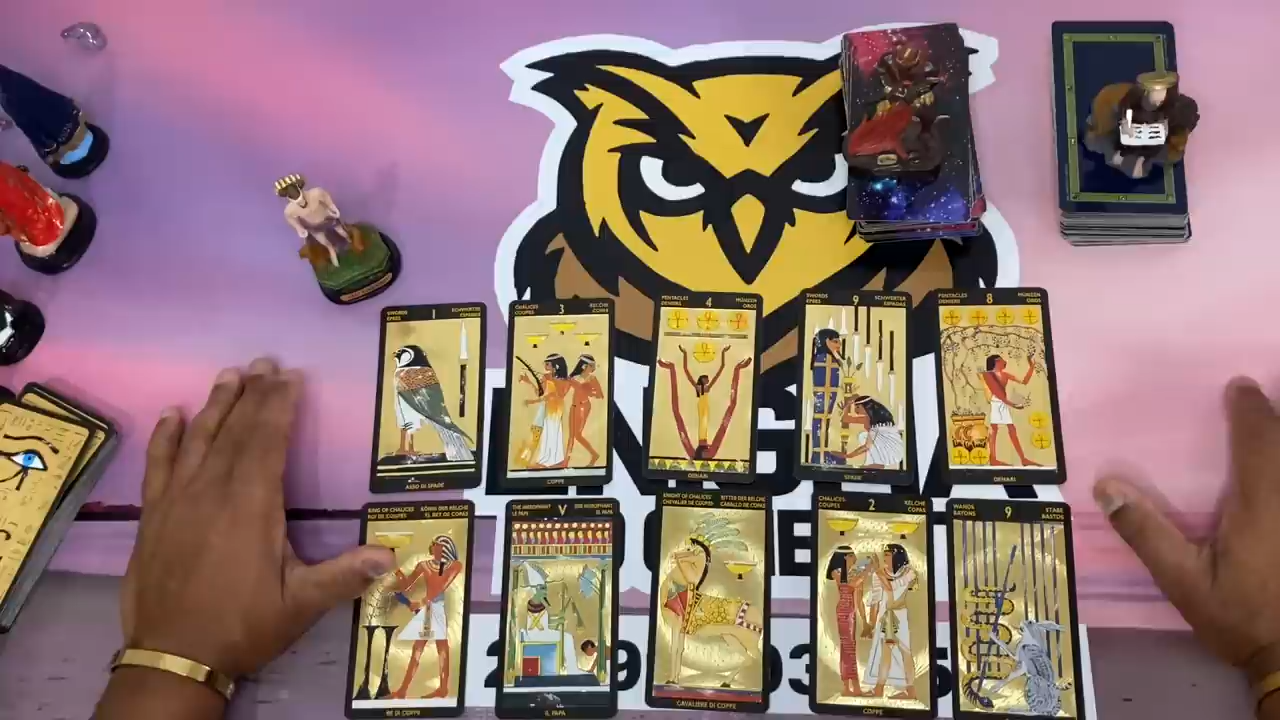 SWORDS
EPEES
1
SCHWERTER
ESPADAS
ASSO DI SPADE
CHALICES
COUPES
3
KELCHE
COPAS
COPPE
PENTACLES
DENIERS
4
MÜNZEN
OROS
DENARI
SWORDS
EPEES
9
SCHWERTER
ESPADAS
SPADE
PENTACLES
DENIERS
8
MÜNZEN
OROS
DENARI
KING OF CHALICES
ROI DE COUPES
KÖNIG DER KELCHE
EL REY DE COPAS
RE DI COPPE
THE HIEROPHANT
LE PAPE
V
DER HIEROPHANT
EL PAPA
IL PAPA
KNIGHT OF CHALICES
CHEVALIER DE COUPES
RITTER DER KELCHE
CABALLO DE COPAS
CAVALIERE DI COPPE
CHALICES
COUPES
2
KELCHE
COPAS
COPPE
WANDS
BATONS
9
STABE
BASTOS